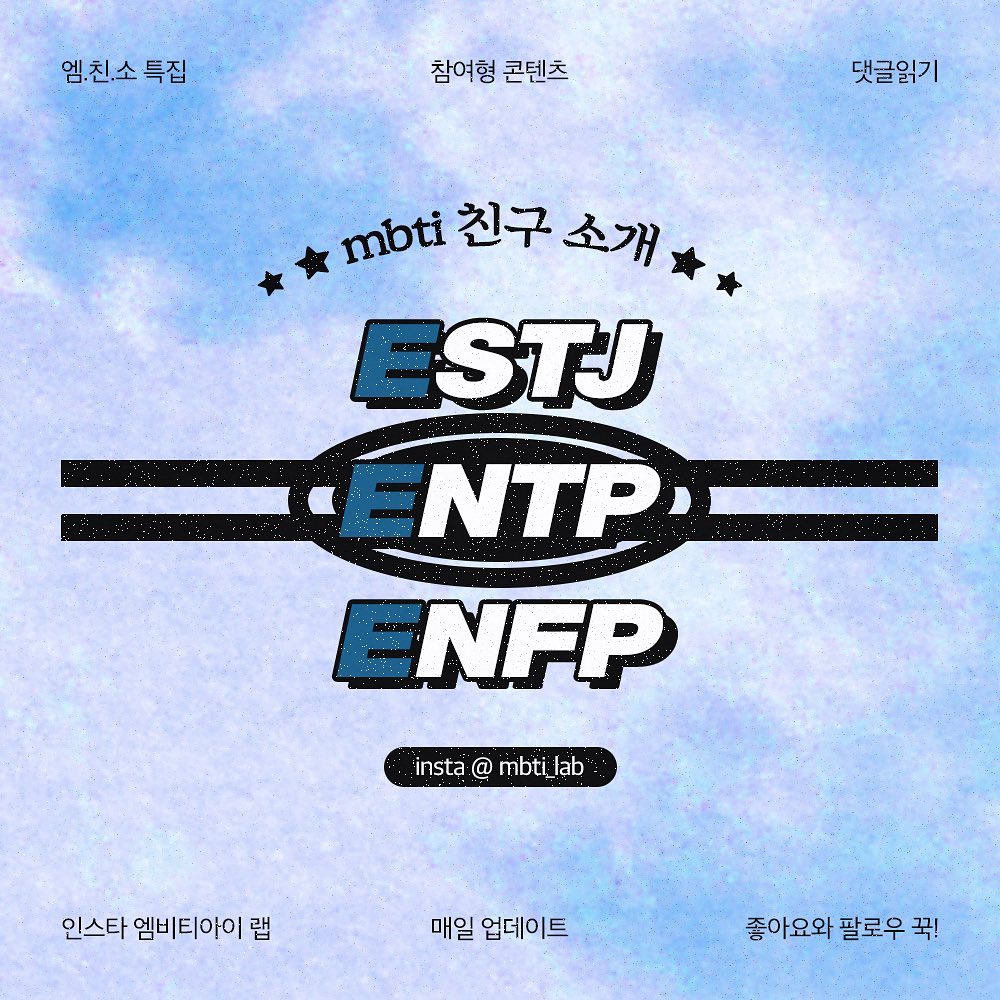 엠.친.소 특집
참여형 콘텐츠
댓글읽기
mbti 친구 소개
ESTJ
ENTP
ENFP
insta @ mbti_lab
인스타 엠비티아이 랩
매일 업데이트
좋아요와 팔로우 꾹!